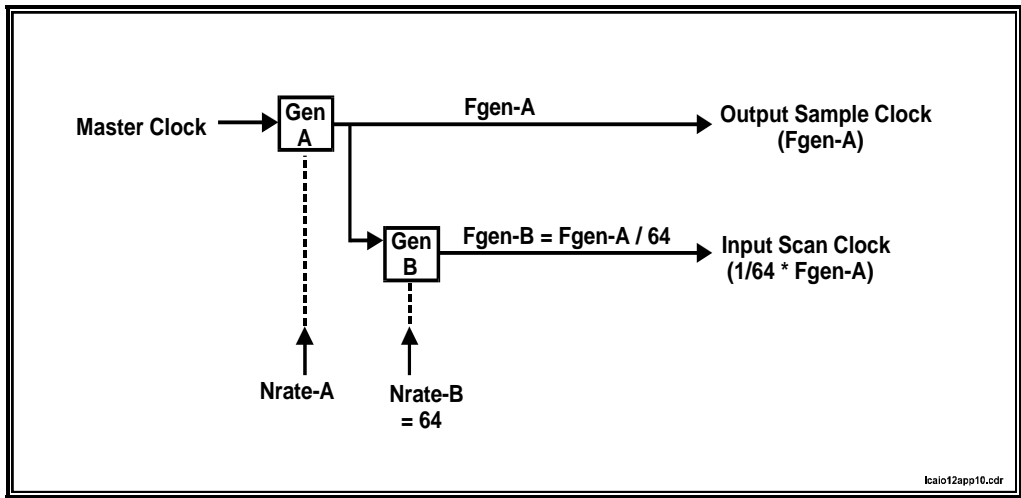 Master Clock
Gen
A
Fgen-A
Output Sample Clock
(Fgen-A)
Gen
B
Fgen-B = Fgen-A / 64
Input Scan Clock
(1/64 * Fgen-A)
Nrate-A
Nrate-B
= 64
lcaio12app10.cdr